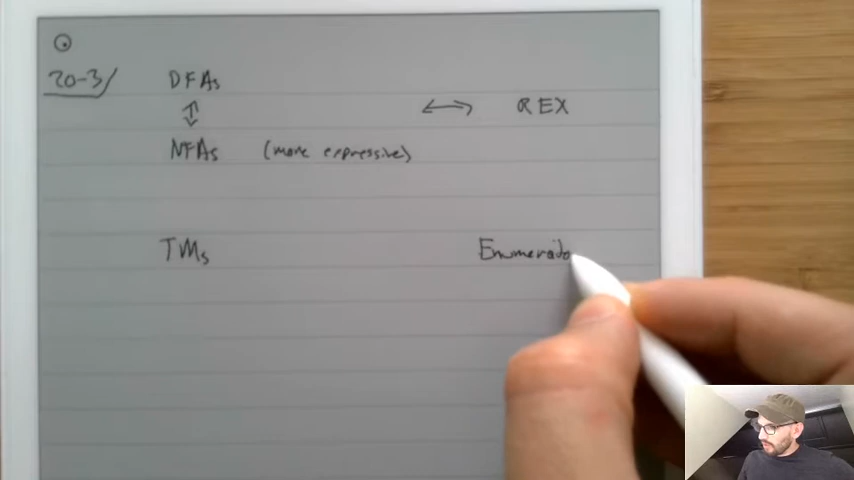 20-3/ DFAs
REX
NFAs (more expressive)
TMs Enumerato